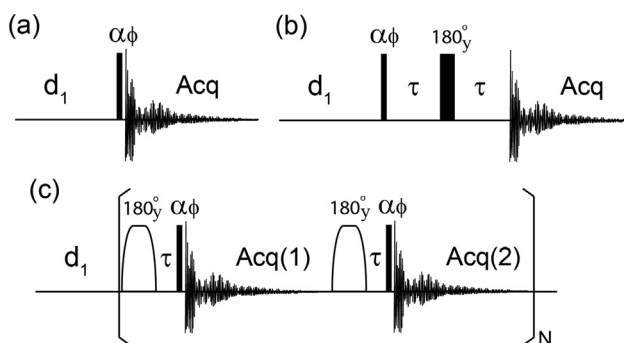 (a)
αϕ
d₁ Acq
(b)
αϕ 180°y
d₁ τ τ Acq
(c)
180°y αϕ 180°y αϕ
d₁ τ Acq(1) τ Acq(2)
N